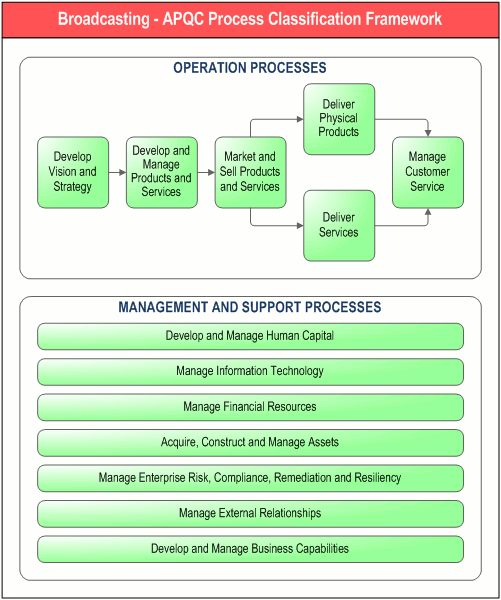 Broadcasting - APQC Process Classification Framework
OPERATION PROCESSES
Develop
Vision and
Strategy
Develop and
Manage
Products and
Services
Market and
Sell Products
and Services
Deliver
Physical
Products
Deliver
Services
Manage
Customer
Service
MANAGEMENT AND SUPPORT PROCESSES
Develop and Manage Human Capital
Manage Information Technology
Manage Financial Resources
Acquire, Construct and Manage Assets
Manage Enterprise Risk, Compliance, Remediation and Resiliency
Manage External Relationships
Develop and Manage Business Capabilities